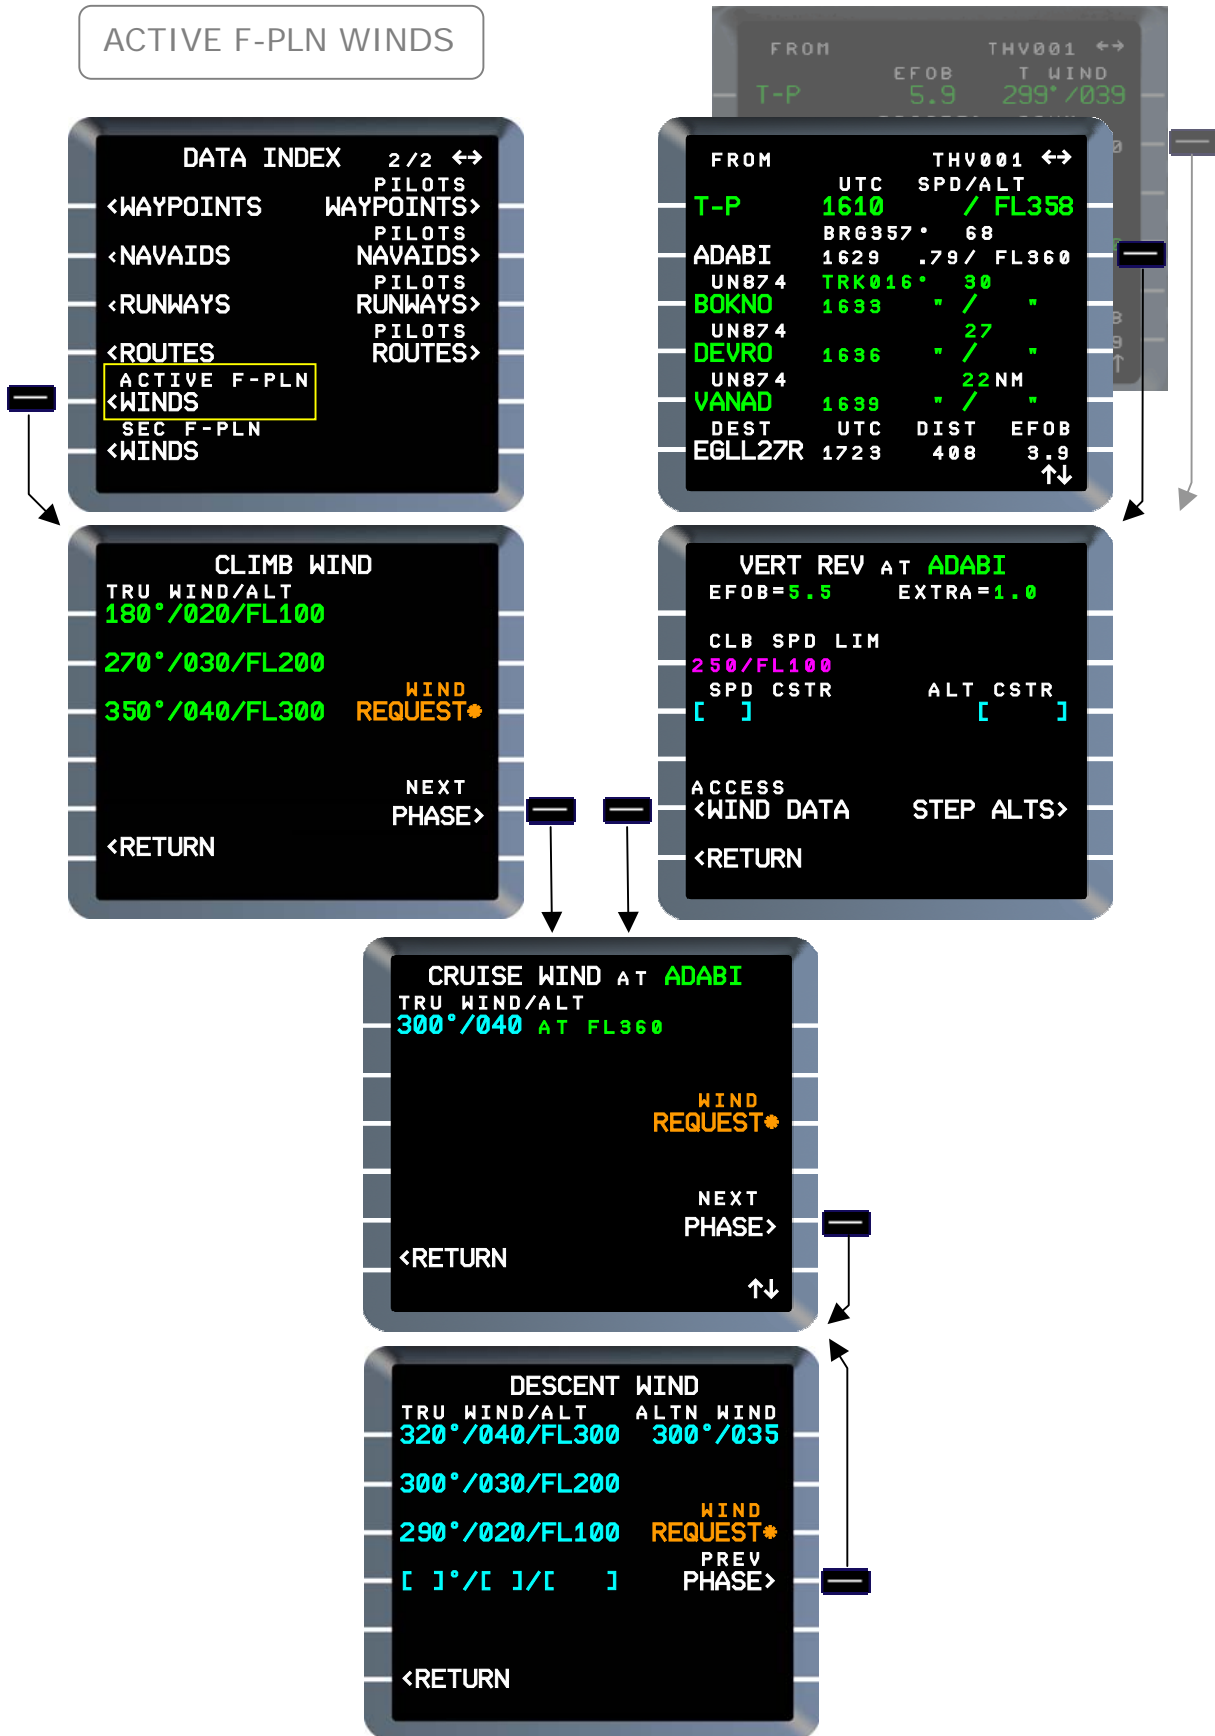 ACTIVE F-PLN WINDS
FROM THV001 ←→
EFOB T WIND
T-P 5.9 299°/039
DATA INDEX 2/2 ←→
PILOTS
<WAYPOINTS WAYPOINTS>
PILOTS
<NAVAIDS NAVAIDS>
PILOTS
<RUNWAYS RUNWAYS>
PILOTS
<ROUTES ROUTES>
ACTIVE F-PLN
<WINDS
SEC F-PLN
<WINDS
FROM THV001 ←→
UTC SPD/ALT
T-P 1610 / FL358
BRG357° 68
ADABI 1629 .79/ FL360
UN874 TRK016° 30
BOKNO 1633 " / "
UN874 27
DEVRO 1636 " / "
UN874 22NM
VANAD 1639 " / "
DEST UTC DIST EFOB
EGLL27R 1723 408 3.9
↑↓
CLIMB WIND
TRU WIND/ALT
180°/020/FL100
270°/030/FL200
WIND
350°/040/FL300 REQUEST*
NEXT
PHASE>
<RETURN
VERT REV AT ADABI
EFOB=5.5 EXTRA=1.0
CLB SPD LIM
250/FL100
SPD CSTR ALT CSTR
[ ] [ ]
ACCESS
<WIND DATA STEP ALTS>
<RETURN
CRUISE WIND AT ADABI
TRU WIND/ALT
300°/040 AT FL360
WIND
REQUEST*
NEXT
PHASE>
<RETURN
↑↓
DESCENT WIND
TRU WIND/ALT ALTN WIND
320°/040/FL300 300°/035
300°/030/FL200
WIND
290°/020/FL100 REQUEST*
PREV
[ ]°/[ ]/[ ] PHASE>
<RETURN